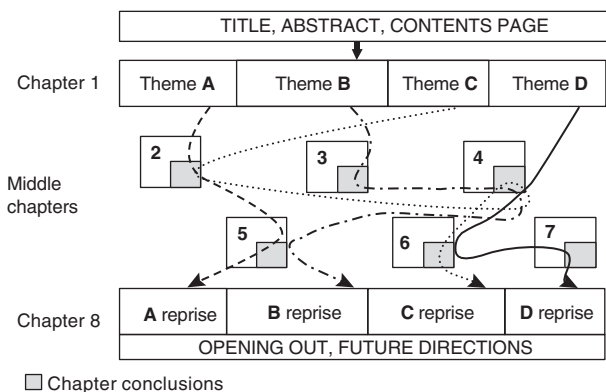 TITLE, ABSTRACT, CONTENTS PAGE
Chapter 1
Theme A
Theme B
Theme C
Theme D
2
3
4
Middle
chapters
5
6
7
Chapter 8
A reprise
B reprise
C reprise
D reprise
OPENING OUT, FUTURE DIRECTIONS
Chapter conclusions